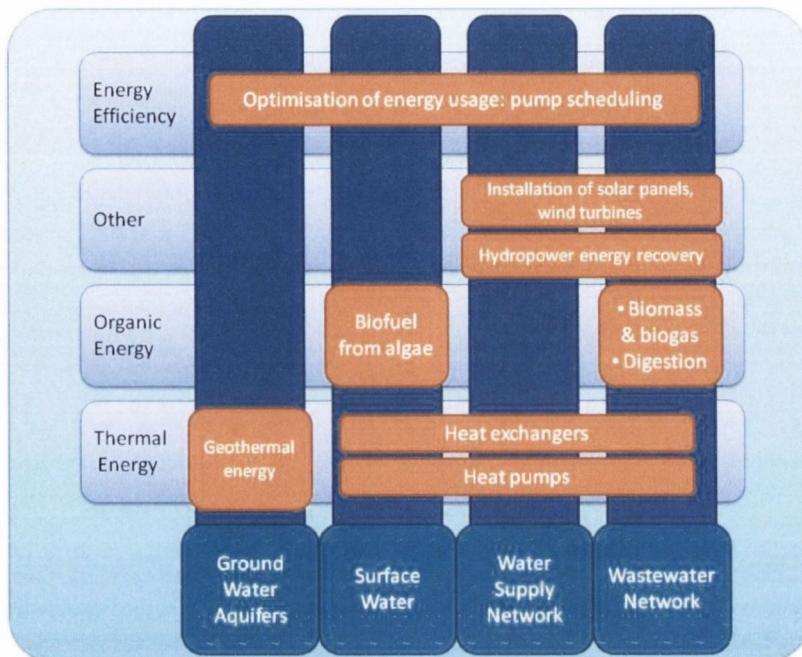 Energy
Efficiency
Optimisation of energy usage: pump scheduling
Other
Installation of solar panels,
wind turbines
Hydropower energy recovery
Organic
Energy
Biofuel
from algae
• Biomass
& biogas
• Digestion
Thermal
Energy
Geothermal
energy
Heat exchangers
Heat pumps
Ground
Water
Aquifers
Surface
Water
Water
Supply
Network
Wastewater
Network